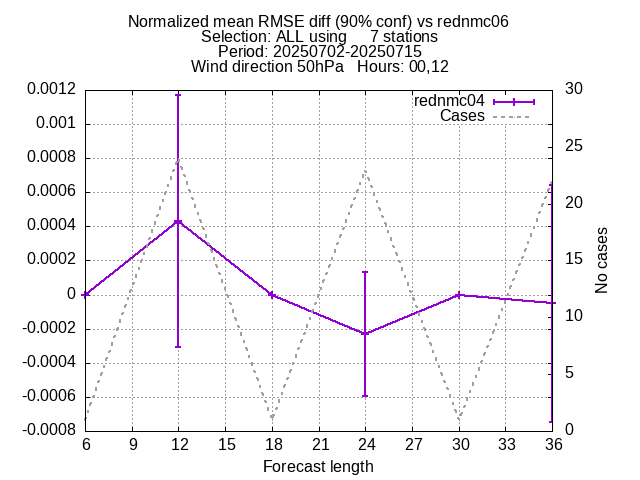 Normalized mean RMSE diff (90% conf) vs rednmc06
Selection: ALL using 7 stations
Period: 20250702-20250715
Wind direction 50hPa Hours: 00,12
0.0012
0.001
0.0008
0.0006
0.0004
0.0002
0
-0.0002
-0.0004
-0.0006
-0.0008
rednmc04
Cases
30
25
20
15
10
5
0
No cases
6 9 12 15 18 21 24 27 30 33 36
Forecast length